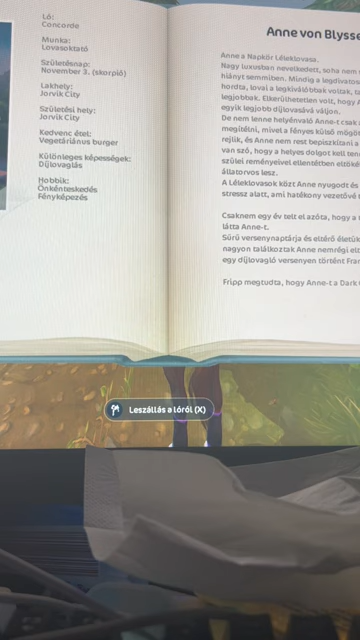 Ló:
Concorde
Munka:
Lovasoktató
Születésnap:
November 3. (skorpió)
Lakhely:
Jorvik City
Születési hely:
Jorvik City
Kedvenc étel:
Vegetáriánus burger
Különleges képességek:
Díjlovaglás
Hobbik:
Önkénteskedés
Fényképezés
Anne von Blysse
Anne a Napkör Léleklovasa.
Nagy luxusban nevelkedett, soha nem
hiányt semmiben. Mindig a legdivatos
hordta, lovai a legkiválóbbak voltak, ta
legjobbak. Elkerülhetetlen volt, hogy A
egyik legjobb díjlovasává váljon.
De nem lenne helyénvaló Anne-t csak
megítélni, mivel a fényes külső mögö
rejlik, és Anne nem rest bepiszkítani a
van szó, hogy a helyes dolgot kell ten
szülei reményeivel ellentétben eltök
állatorvos lesz.
A Léleklovasok közt Anne nyugodt és
stressz alatt, ami hatékony vezetővé t
Csaknem egy év telt el azóta, hogy a
látta Anne-t.
Sűrű versenynaptárja és eltérő életük
nagyon találkoztak Anne nemrégi elt
egy díjlovagló versenyen történt Fran
Fripp megtudta, hogy Anne-t a Dark
Leszállás a lóról (X)